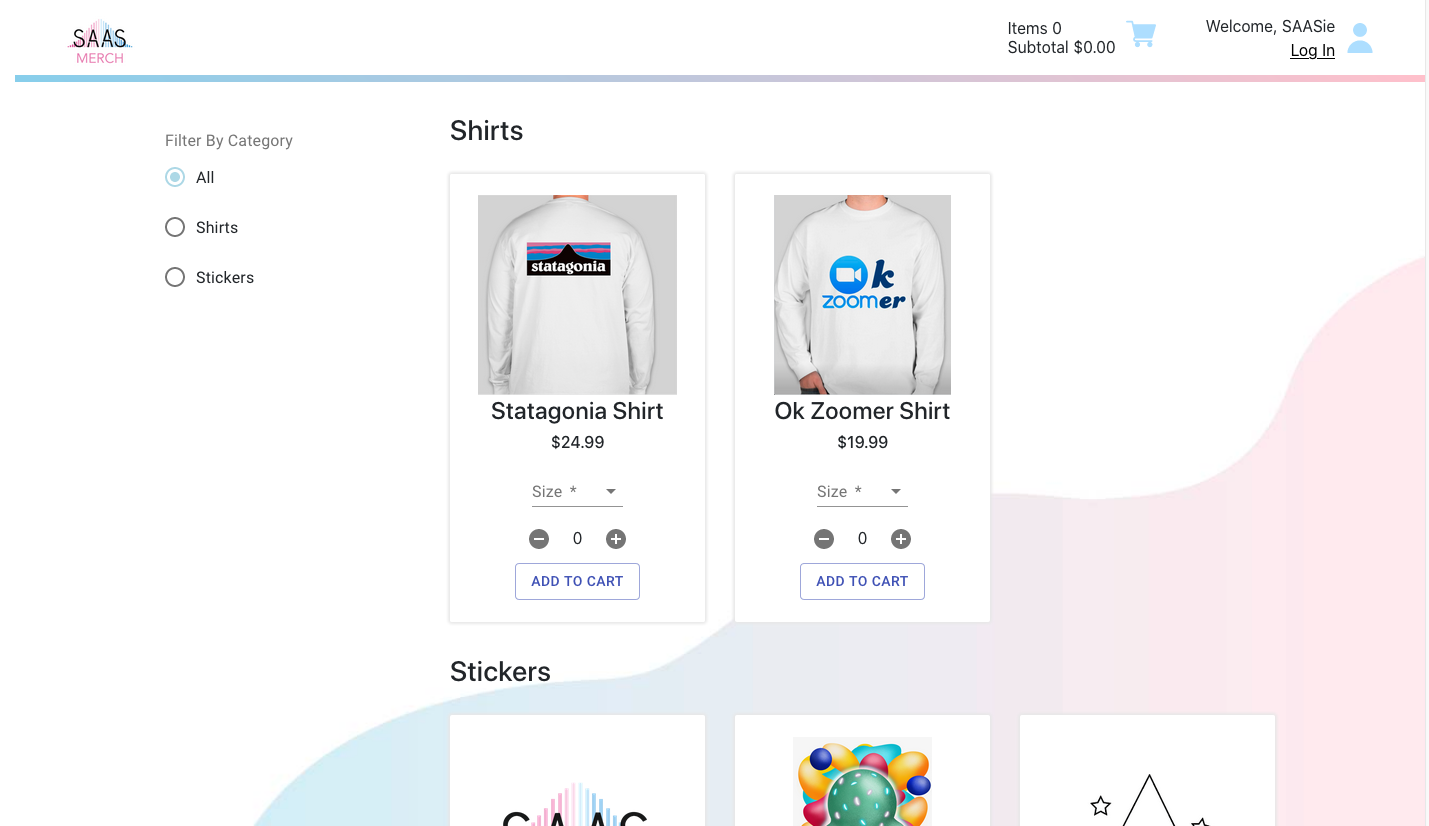 SAAS
MERCH
Items 0
Subtotal $0.00
Welcome, SAASie
Log In
Filter By Category
All
Shirts
Stickers
Shirts
statagonia
Statagonia Shirt
$24.99
Size *
0
ADD TO CART
Ok
zoomer
Ok Zoomer Shirt
$19.99
Size *
0
ADD TO CART
Stickers
SAAS